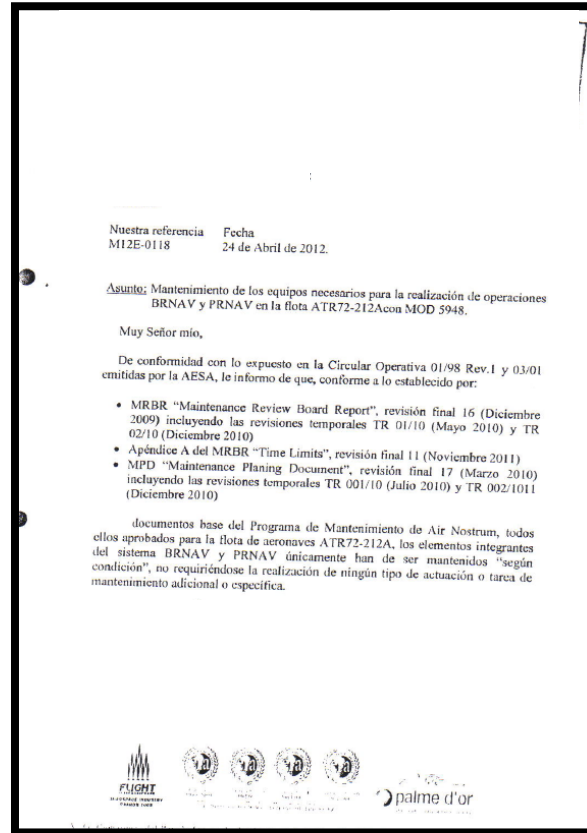 Nuestra referencia Fecha
M12E-0118 24 de Abril de 2012.
Asunto: Mantenimiento de los equipos necesarios para la realización de operaciones
BRNAV y PRNAV en la flota ATR72-212Acon MOD 5948.
Muy Señor mio,
De conformidad con lo expuesto en la Circular Operativa 01/98 Rev.1 y 03/01
emitidas por la AESA, le informo de que, conforme a lo establecido por:
• MRBR “Maintenance Review Board Report”, revisión final 16 (Diciembre
2009) incluyendo las revisiones temporales TR 01/10 (Mayo 2010) y TR
02/10 (Diciembre 2010)
• Apéndice A del MRBR “Time Limits”, revisión final 11 (Noviembre 2011)
• MPD “Maintenance Planing Document”, revisión final 17 (Marzo 2010)
incluyendo las revisiones temporales TR 001/10 (Julio 2010) y TR 002/1011
(Diciembre 2010)
documentos base del Programa de Mantenimiento de Air Nostrum, todos
ellos aprobados para la flota de aeronaves ATR72-212A, los elementos integrantes
del sistema BRNAV y PRNAV únicamente han de ser mantenidos “según
condición”, no requiriéndose la realización de ningún tipo de actuación o tarea de
mantenimiento adicional o específica.
FLIGHT
palme d'or